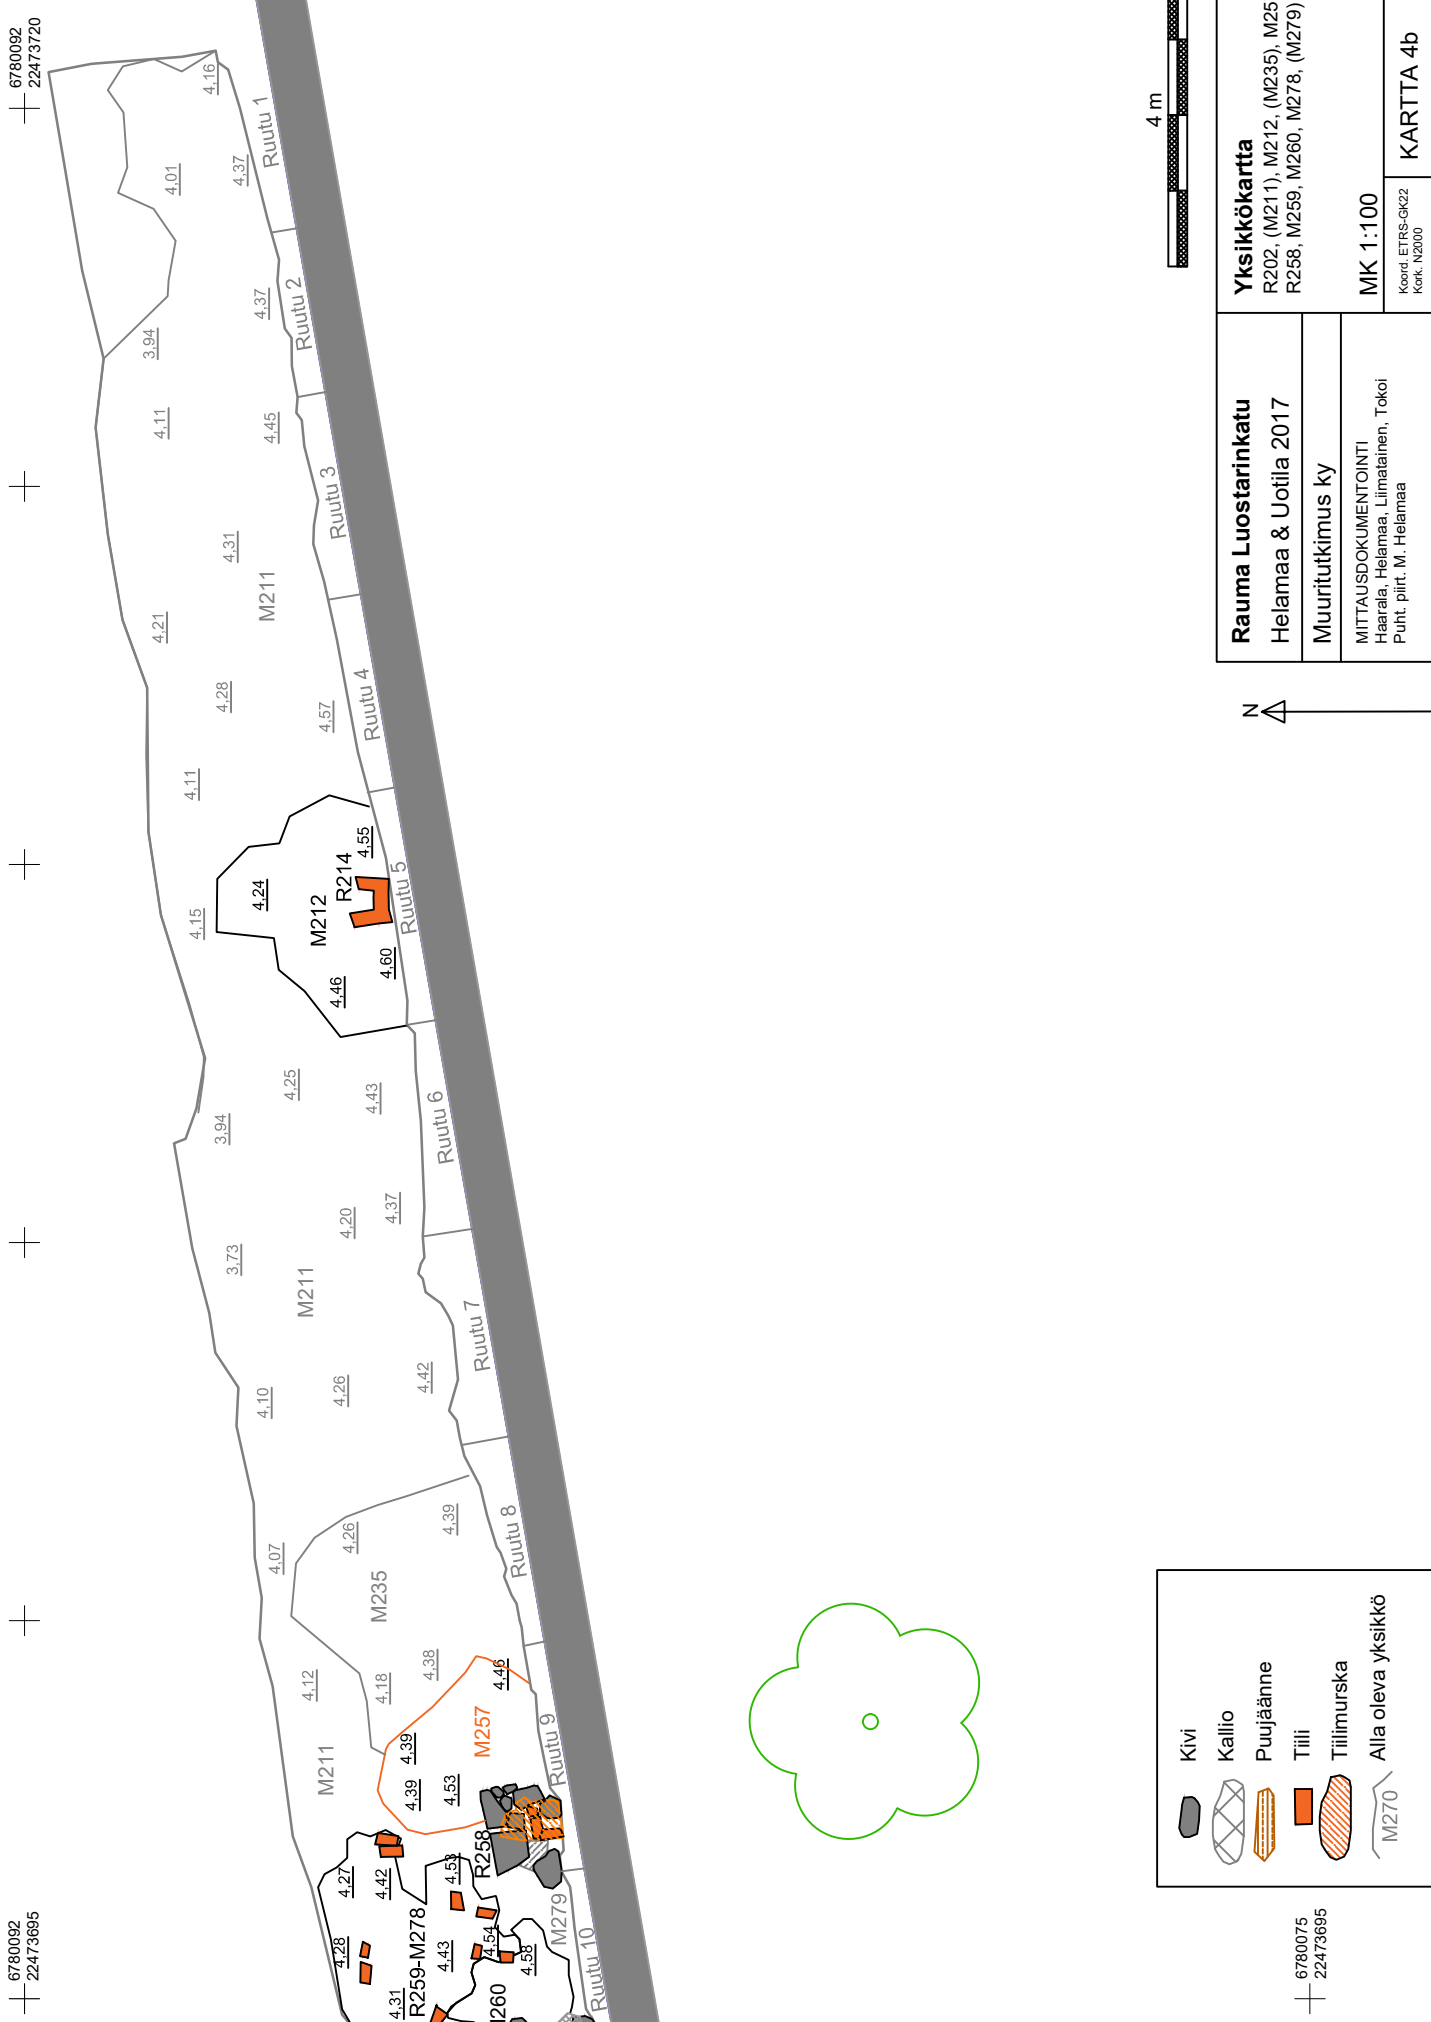 6780092
22473720
4,16
4,01
4,37
Ruutu 1
4,37
Ruutu 2
3,94
4,11
4,45
Ruutu 3
4,31
M211
4,21
4,28
4,57
Ruutu 4
4,11
4,55
4,24
R214
M212
Ruutu 5
4,15
4,60
4,46
4,25
4,43
3,94
Ruutu 6
4,20
4,37
3,73
M211
Ruutu 7
4,10
4,26
4,42
4,07
4,26
4,39
Ruutu 8
M235
4,12
4,18
4,38
4,46
M257
4,39
4,39
4,53
Ruutu 9
M211
R258
4,27
4,42
4,53
R259-M278
4,28
4,43
4,54
4,58
M279
4,31
Ruutu 10
6780092
22473695
4 m
Yksikkökartta
R202, (M211), M212, (M235), M25
R258, M259, M260, M278, (M279)
MK 1:100
Koord. ETRS-GK22
Kork. N2000
KARTTA 4b
Rauma Luostarinkatu
Helamaa & Uotila 2017
Muuritutkimus ky
MITTAUSDOKUMENTOINTI
Haarala, Helamaa, Liimatainen, Tokoi
Puht. piirt. M. Helamaa
N
Kivi
Kallio
Puujäänne
Tiili
Tiilimurska
Alla oleva yksikkö
M270
6780075
22473695